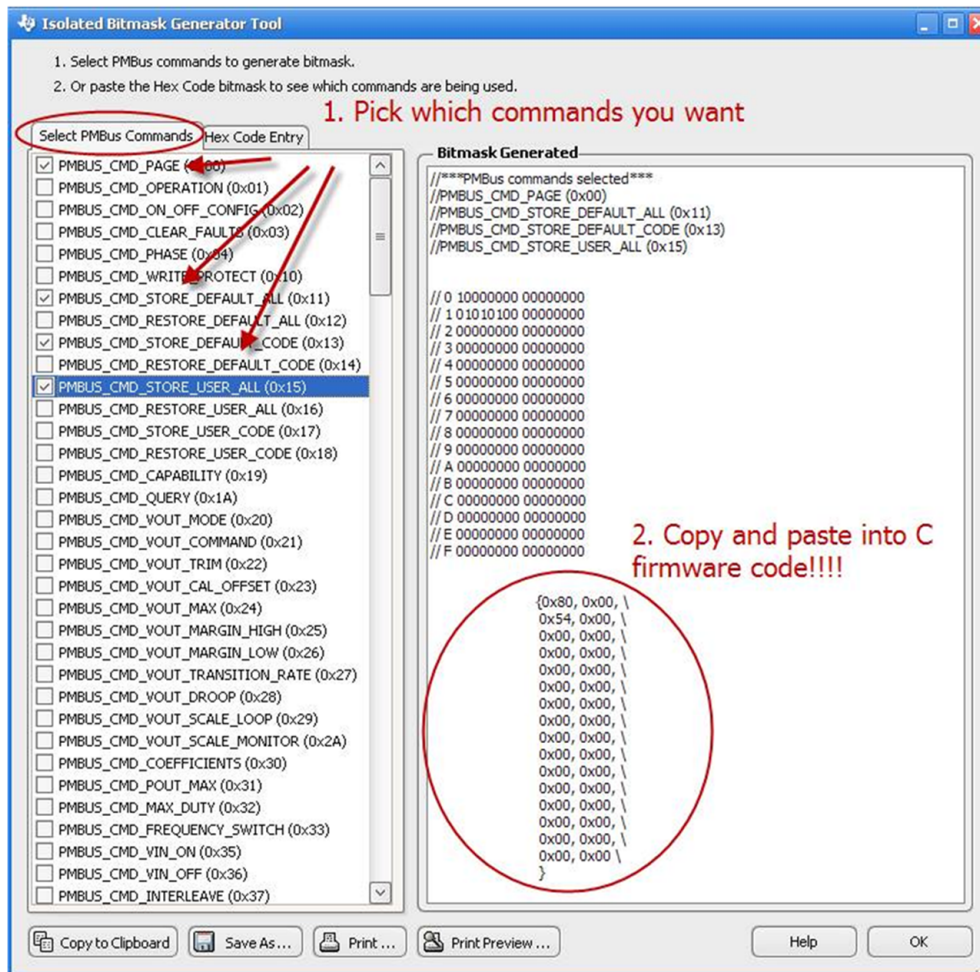 Isolated Bitmask Generator Tool
1. Select PMBus commands to generate bitmask.
2. Or paste the Hex Code bitmask to see which commands are being used.
1. Pick which commands you want
Select PMBus Commands
Hex Code Entry
PMBUS_CMD_PAGE (0x00)
PMBUS_CMD_OPERATION (0x01)
PMBUS_CMD_ON_OFF_CONFIG (0x02)
PMBUS_CMD_CLEAR_FAULTS (0x03)
PMBUS_CMD_PHASE (0x04)
PMBUS_CMD_WRITE_PROTECT (0x10)
PMBUS_CMD_STORE_DEFAULT_ALL (0x11)
PMBUS_CMD_RESTORE_DEFAULT_ALL (0x12)
PMBUS_CMD_STORE_DEFAULT_CODE (0x13)
PMBUS_CMD_RESTORE_DEFAULT_CODE (0x14)
PMBUS_CMD_STORE_USER_ALL (0x15)
PMBUS_CMD_RESTORE_USER_ALL (0x16)
PMBUS_CMD_STORE_USER_CODE (0x17)
PMBUS_CMD_RESTORE_USER_CODE (0x18)
PMBUS_CMD_CAPABILITY (0x19)
PMBUS_CMD_QUERY (0x1A)
PMBUS_CMD_VOUT_MODE (0x20)
PMBUS_CMD_VOUT_COMMAND (0x21)
PMBUS_CMD_VOUT_TRIM (0x22)
PMBUS_CMD_VOUT_CAL_OFFSET (0x23)
PMBUS_CMD_VOUT_MAX (0x24)
PMBUS_CMD_VOUT_MARGIN_HIGH (0x25)
PMBUS_CMD_VOUT_MARGIN_LOW (0x26)
PMBUS_CMD_VOUT_TRANSITION_RATE (0x27)
PMBUS_CMD_VOUT_DROOP (0x28)
PMBUS_CMD_VOUT_SCALE_LOOP (0x29)
PMBUS_CMD_VOUT_SCALE_MONITOR (0x2A)
PMBUS_CMD_COEFFICIENTS (0x30)
PMBUS_CMD_POUT_MAX (0x31)
PMBUS_CMD_MAX_DUTY (0x32)
PMBUS_CMD_FREQUENCY_SWITCH (0x33)
PMBUS_CMD_VIN_ON (0x35)
PMBUS_CMD_VIN_OFF (0x36)
PMBUS_CMD_INTERLEAVE (0x37)
Bitmask Generated
//***PMBus commands selected***
//PMBUS_CMD_PAGE (0x00)
//PMBUS_CMD_STORE_DEFAULT_ALL (0x11)
//PMBUS_CMD_STORE_DEFAULT_CODE (0x13)
//PMBUS_CMD_STORE_USER_ALL (0x15)
// 0 10000000 00000000
// 1 01010100 00000000
// 2 00000000 00000000
// 3 00000000 00000000
// 4 00000000 00000000
// 5 00000000 00000000
// 6 00000000 00000000
// 7 00000000 00000000
// 8 00000000 00000000
// 9 00000000 00000000
// A 00000000 00000000
// B 00000000 00000000
// C 00000000 00000000
// D 00000000 00000000
// E 00000000 00000000
// F 00000000 00000000
2. Copy and paste into C
firmware code!!!!
{0x80, 0x00, \
0x54, 0x00, \
0x00, 0x00, \
0x00, 0x00, \
0x00, 0x00, \
0x00, 0x00, \
0x00, 0x00, \
0x00, 0x00, \
0x00, 0x00, \
0x00, 0x00, \
0x00, 0x00, \
0x00, 0x00, \
0x00, 0x00, \
0x00, 0x00, \
0x00, 0x00, \
0x00, 0x00 \
}
Copy to Clipboard
Save As...
Print ...
Print Preview ...
Help
OK